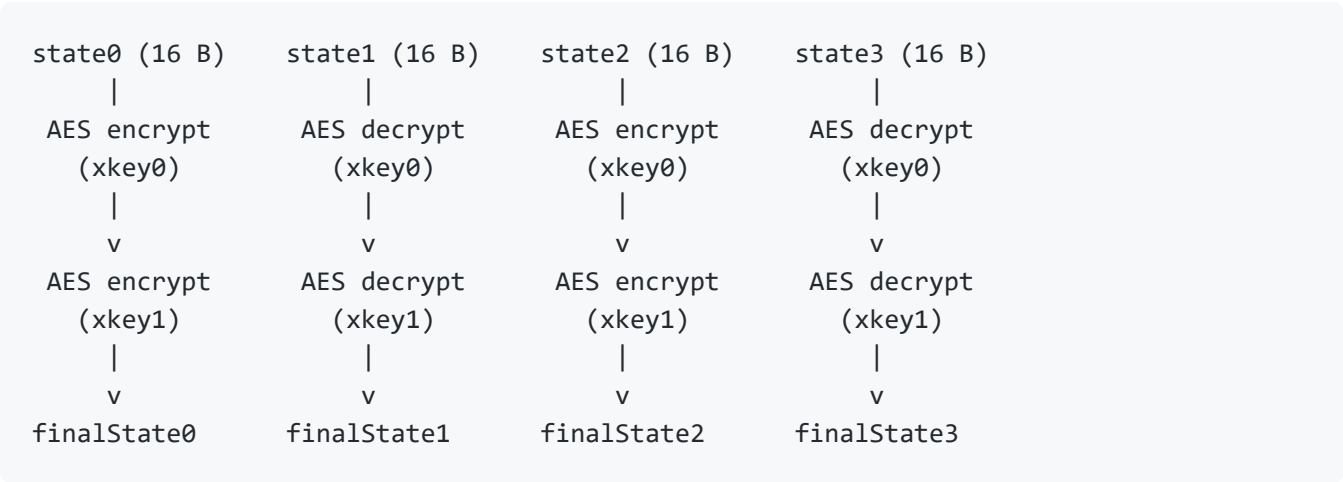 state0 (16 B)    state1 (16 B)    state2 (16 B)    state3 (16 B)
     |                |                |                |
 AES encrypt      AES decrypt      AES encrypt      AES decrypt
   (xkey0)          (xkey0)          (xkey0)          (xkey0)
     |                |                |                |
     v                v                v                v
 AES encrypt      AES decrypt      AES encrypt      AES decrypt
   (xkey1)          (xkey1)          (xkey1)          (xkey1)
     |                |                |                |
     v                v                v                v
finalState0      finalState1      finalState2      finalState3